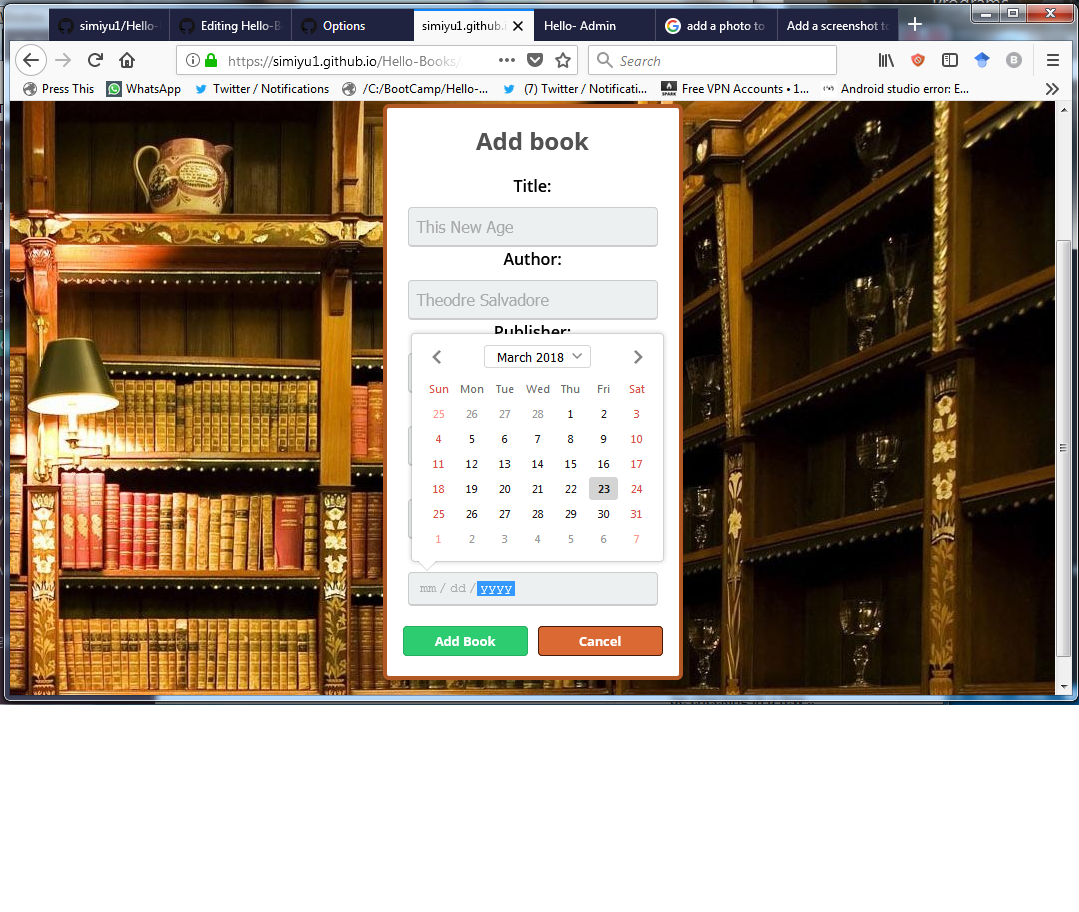 simiyu1/Hello- Editing Hello-B Options simiyu1.github. Hello- Admin add a photo to Add a screenshot to
https://simiyu1.github.io/Hello-Books/ Search
Press This WhatsApp Twitter / Notifications /C:/BootCamp/Hello-... (7) Twitter / Notificati... Free VPN Accounts • 1... Android studio error: E...
Add book
Title:
This New Age
Author:
Theodre Salvadore
Publisher:
March 2018
Sun Mon Tue Wed Thu Fri Sat
25 26 27 28 1 2 3
4 5 6 7 8 9 10
11 12 13 14 15 16 17
18 19 20 21 22 23 24
25 26 27 28 29 30 31
1 2 3 4 5 6 7
mm / dd / yyyy
Add Book Cancel